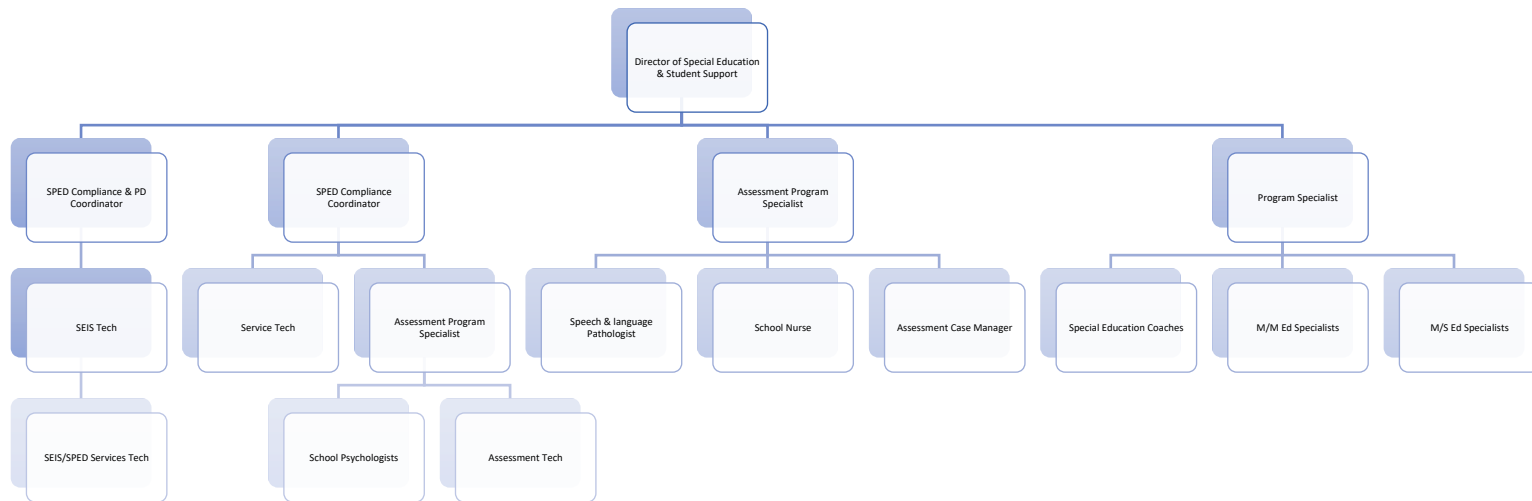 Director of Special Education
& Student Support
SPED Compliance & PD
Coordinator
SPED Compliance
Coordinator
Assessment Program
Specialist
Program Specialist
SEIS Tech
Service Tech
Assessment Program
Specialist
Speech & language
Pathologist
School Nurse
Assessment Case Manager
Special Education Coaches
M/M Ed Specialists
M/S Ed Specialists
SEIS/SPED Services Tech
School Psychologists
Assessment Tech